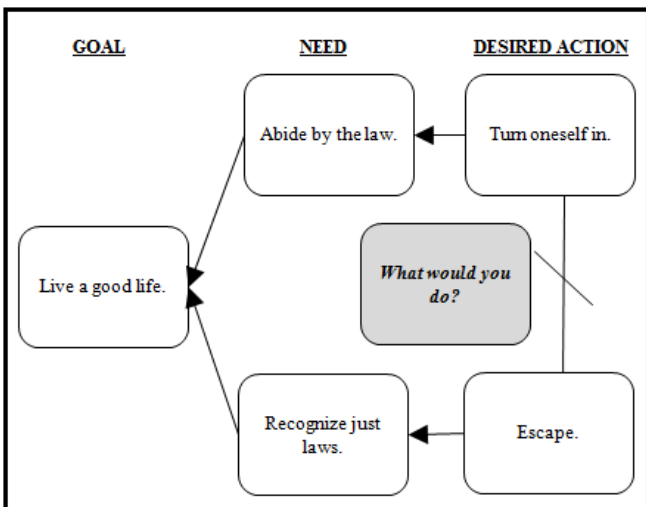 GOAL
NEED
DESIRED ACTION
Abide by the law.
Turn oneself in.
Live a good life.
What would you
do?
Recognize just
laws.
Escape.